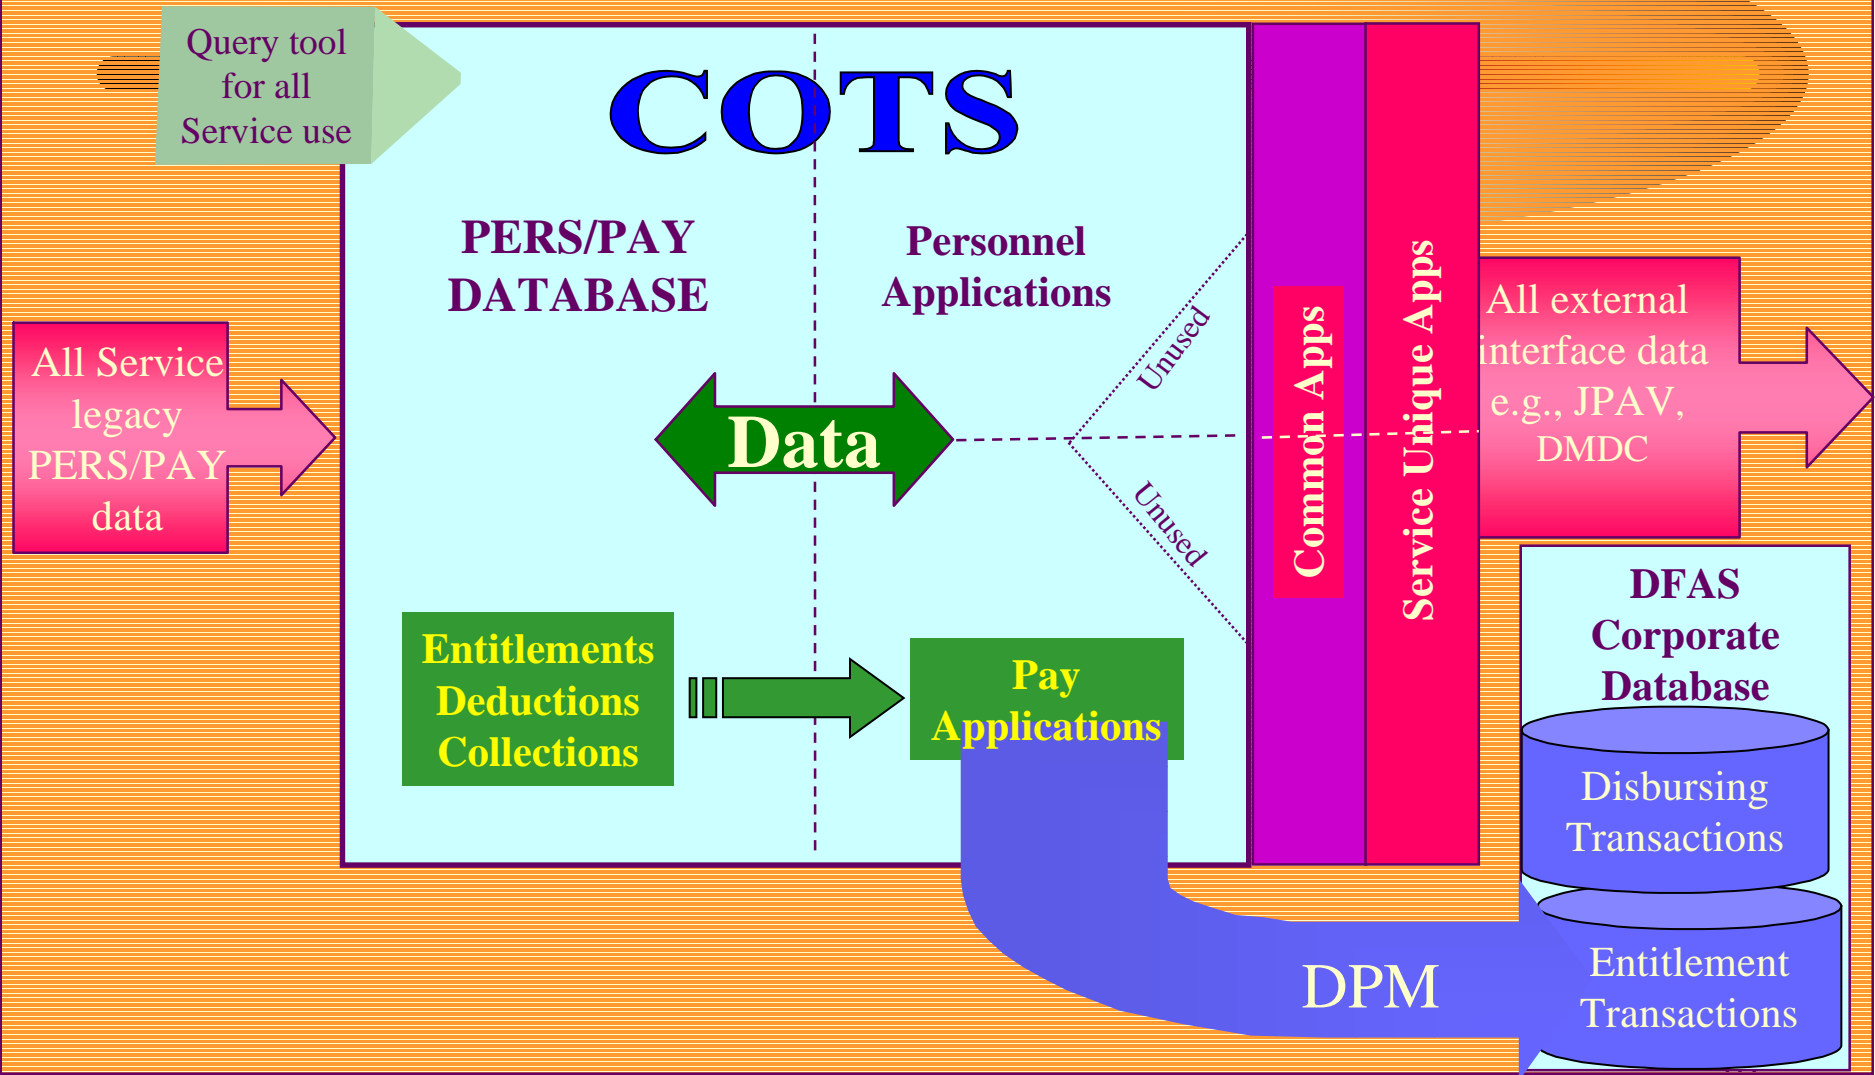 Query tool
for all
Service use
COTS
PERS/PAY
DATABASE
Personnel
Applications
Unused
Unused
Data
Common Apps
Service Unique Apps
All Service
legacy
PERS/PAY
data
All external
interface data
e.g., JPAV,
DMDC
Entitlements
Deductions
Collections
Pay
Applications
DPM
DFAS
Corporate
Database
Disbursing
Transactions
Entitlement
Transactions